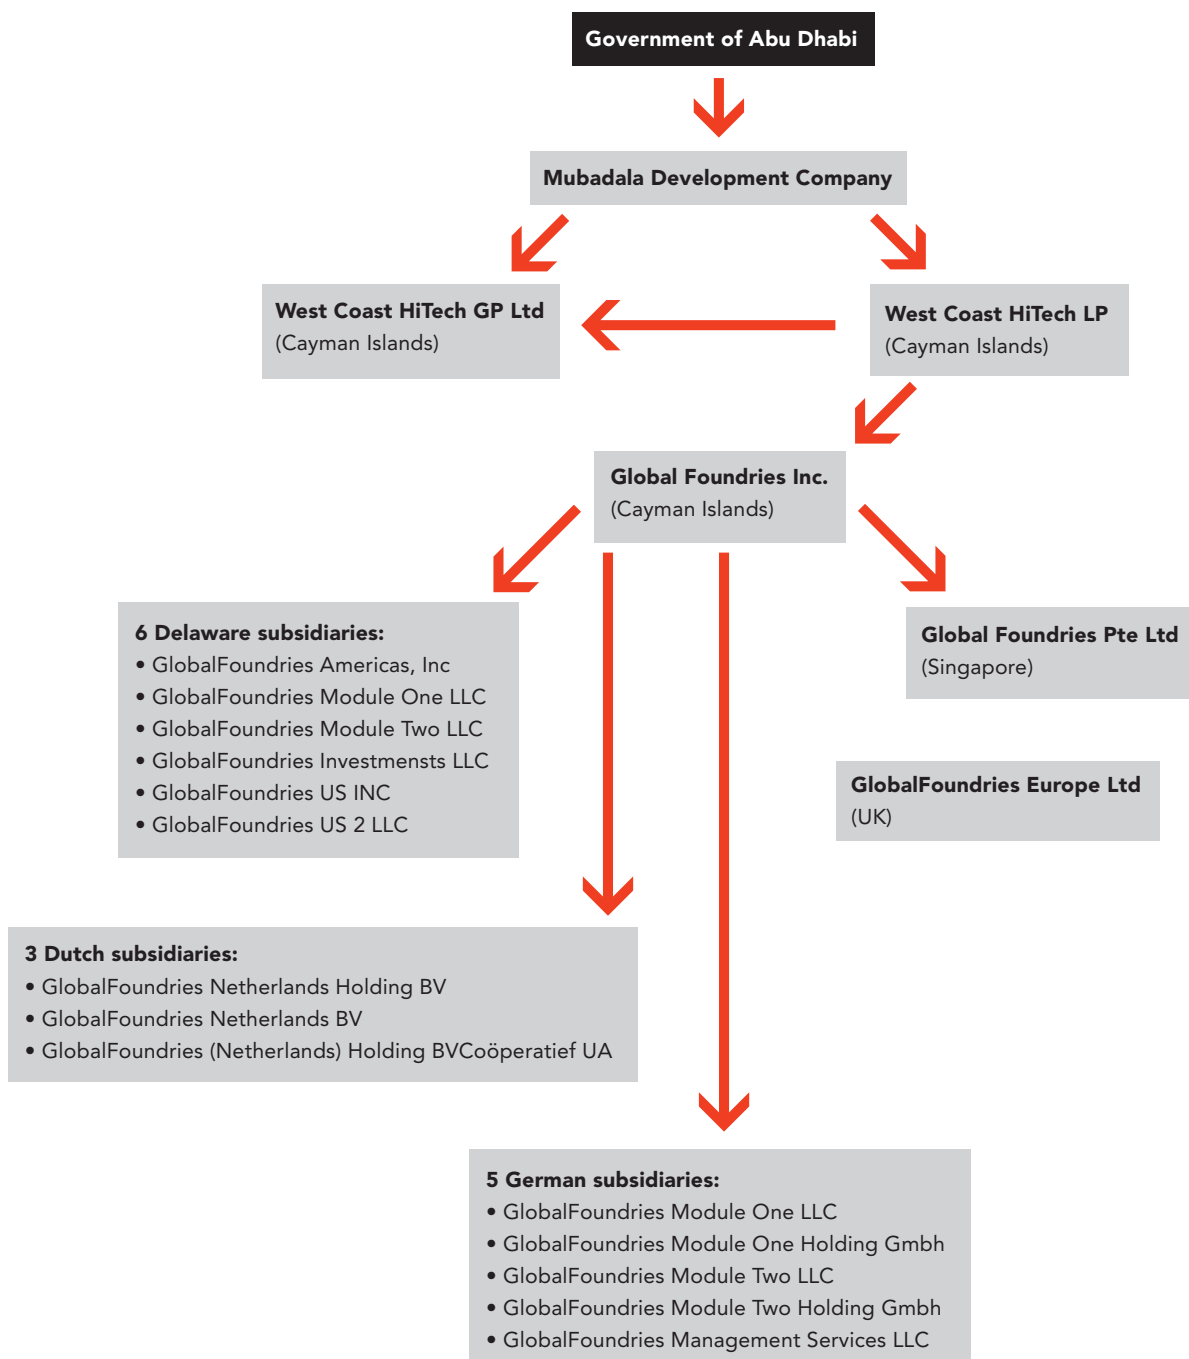 Government of Abu Dhabi
Mubadala Development Company
West Coast HiTech GP Ltd
(Cayman Islands)
West Coast HiTech LP
(Cayman Islands)
Global Foundries Inc.
(Cayman Islands)
6 Delaware subsidiaries:
• GlobalFoundries Americas, Inc
• GlobalFoundries Module One LLC
• GlobalFoundries Module Two LLC
• GlobalFoundries Investmensts LLC
• GlobalFoundries US INC
• GlobalFoundries US 2 LLC
Global Foundries Pte Ltd
(Singapore)
GlobalFoundries Europe Ltd
(UK)
3 Dutch subsidiaries:
• GlobalFoundries Netherlands Holding BV
• GlobalFoundries Netherlands BV
• GlobalFoundries (Netherlands) Holding BVCoöperatief UA
5 German subsidiaries:
• GlobalFoundries Module One LLC
• GlobalFoundries Module One Holding Gmbh
• GlobalFoundries Module Two LLC
• GlobalFoundries Module Two Holding Gmbh
• GlobalFoundries Management Services LLC